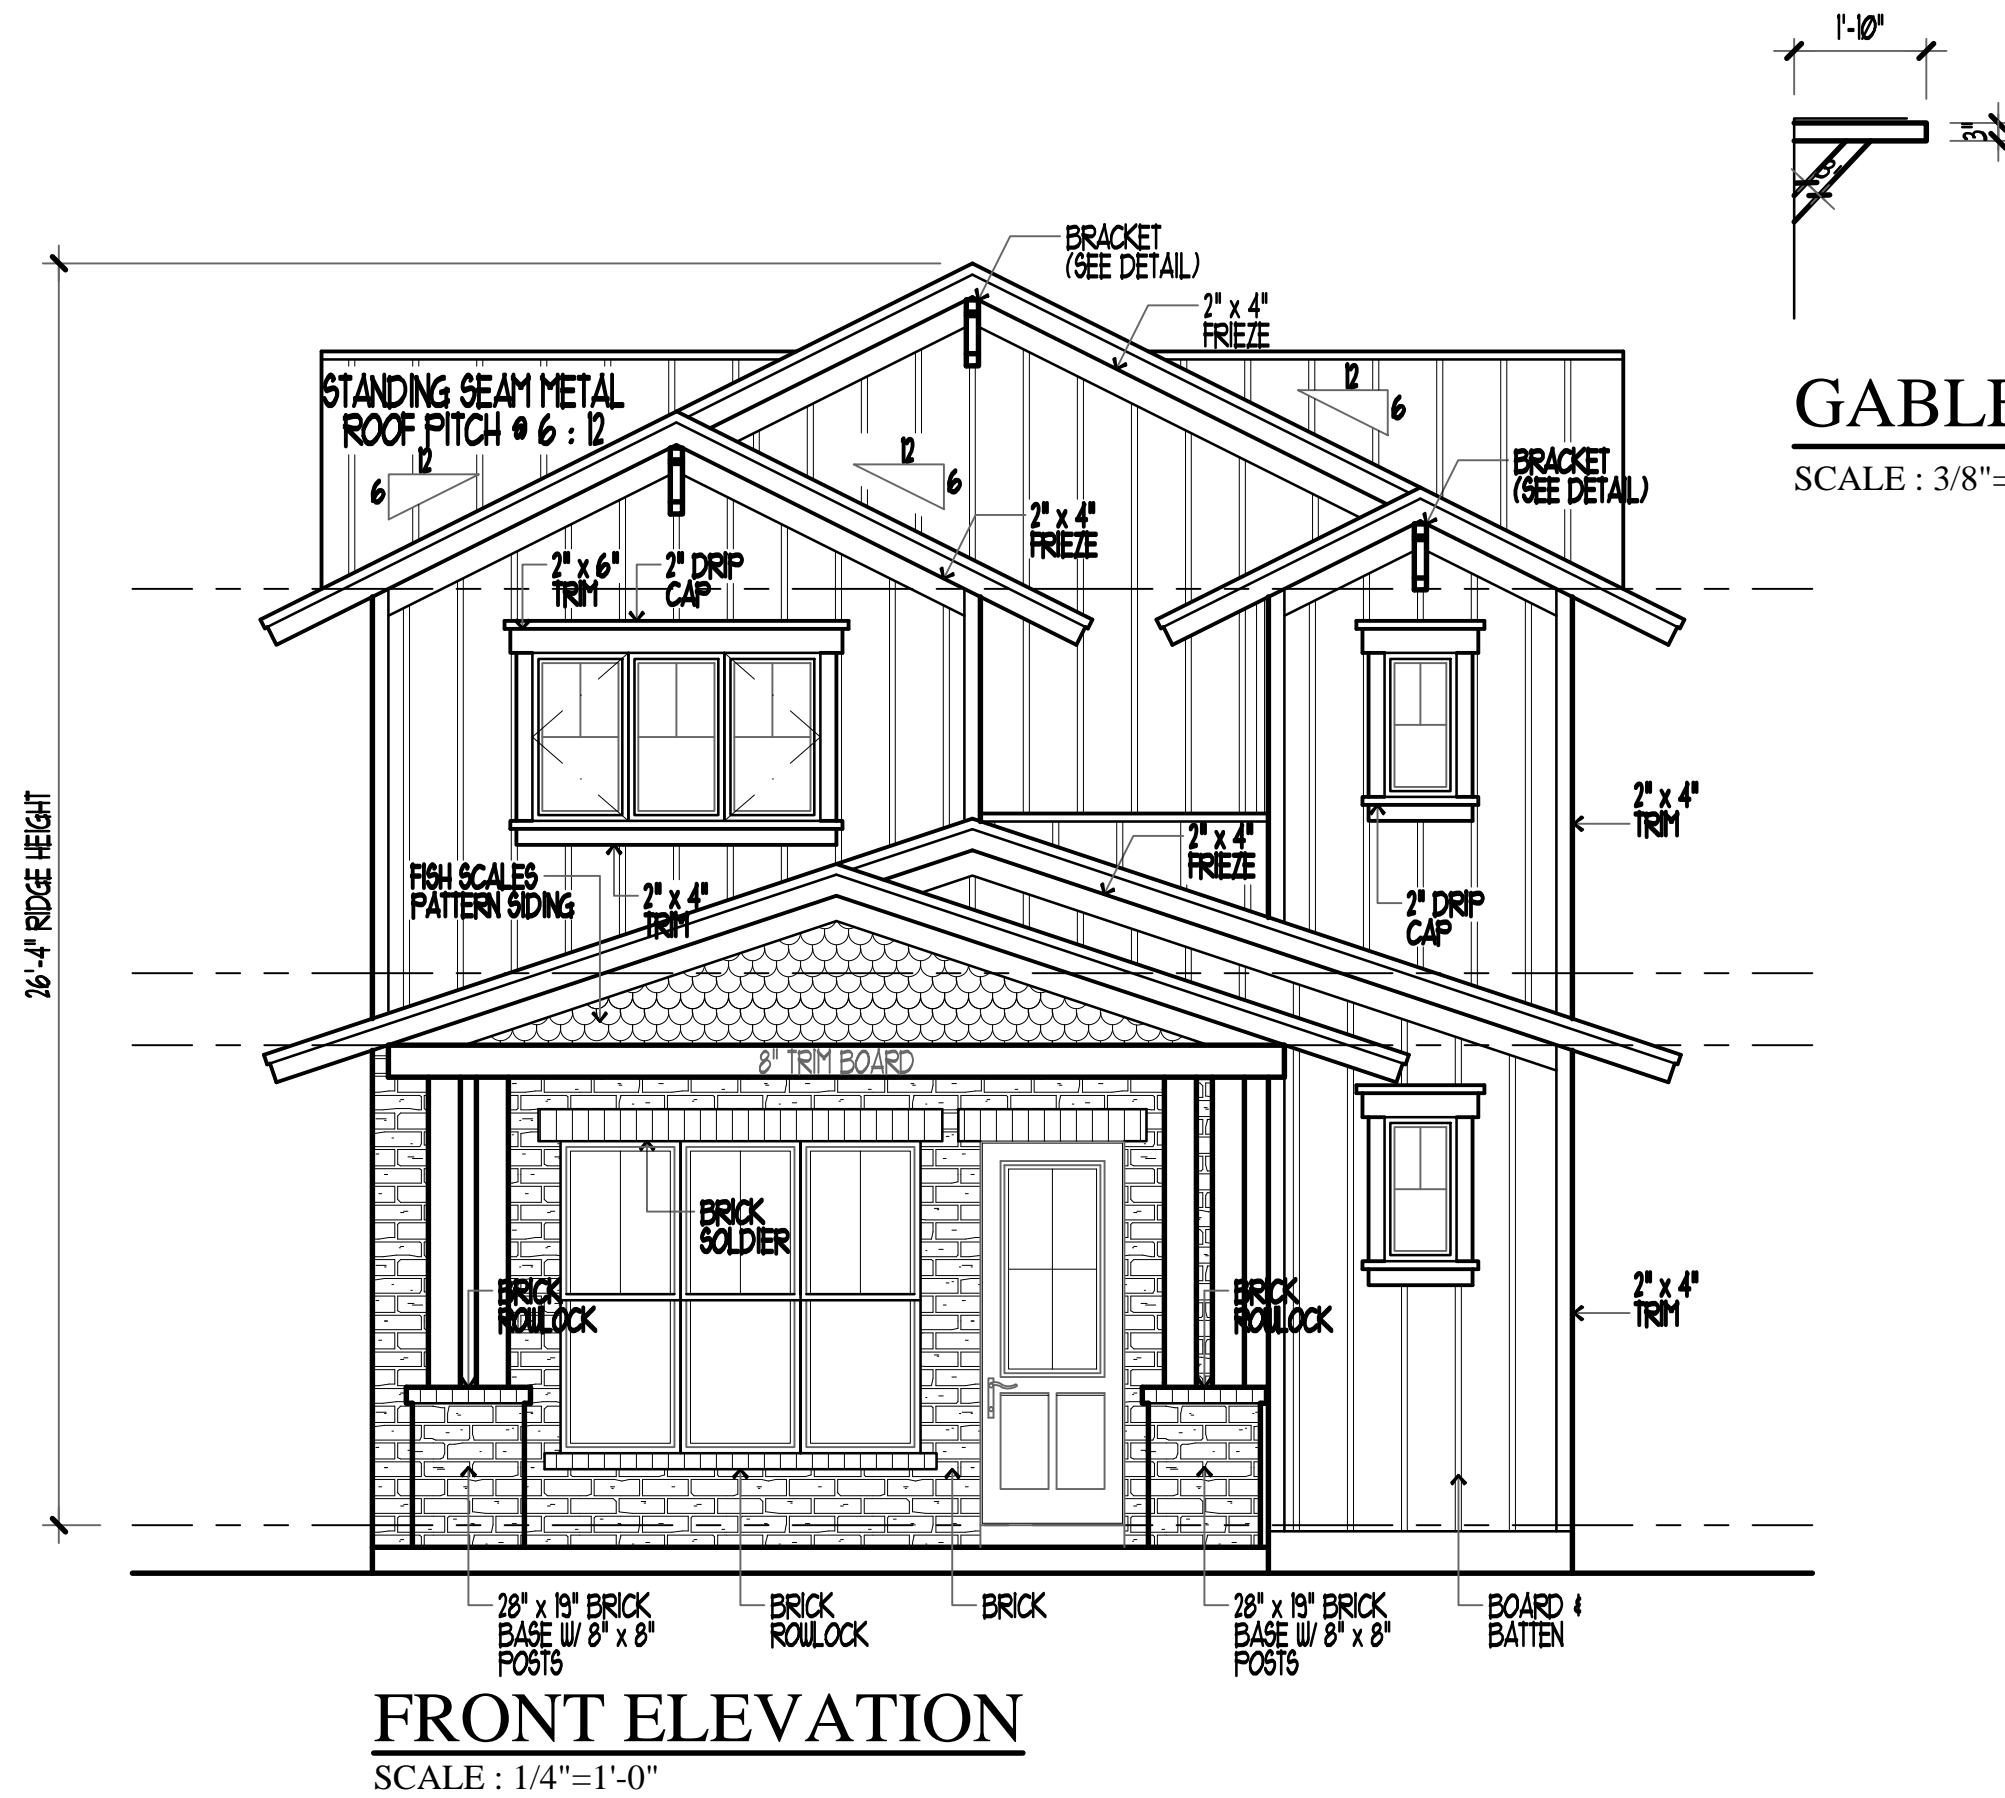 1'-10"
3"
BRACKET
(SEE DETAIL)
2" x 4"
FRIEZE
GABLE
SCALE : 3/8"=
STANDING SEAM METAL
ROOF PITCH @ 6 : 12
12
6
12
6
12
6
BRACKET
(SEE DETAIL)
2" x 4"
FRIEZE
2" x 6"
TRIM
2" DRIP
CAP
26'-4" RIDGE HEIGHT
2" x 4"
TRIM
2" x 4"
FRIEZE
FISH SCALES
PATTERN SIDING
2" x 4"
TRIM
2" DRIP
CAP
8" TRIM BOARD
BRICK
SOLDIER
BRICK
ROWLOCK
BRICK
ROWLOCK
2" x 4"
TRIM
28" x 19" BRICK
BASE W/ 8" x 8"
POSTS
BRICK
ROWLOCK
BRICK
28" x 19" BRICK
BASE W/ 8" x 8"
POSTS
BOARD &
BATTEN
FRONT ELEVATION
SCALE : 1/4"=1'-0"